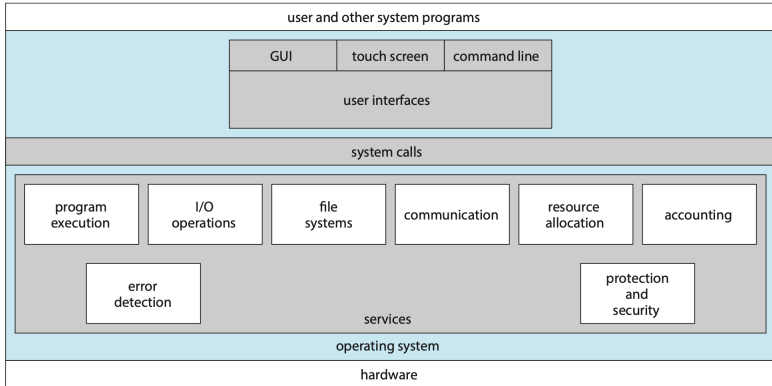 user and other system programs
GUI
touch screen
command line
user interfaces
system calls
program
execution
I/O
operations
file
systems
communication
resource
allocation
accounting
error
detection
protection
and
security
services
operating system
hardware